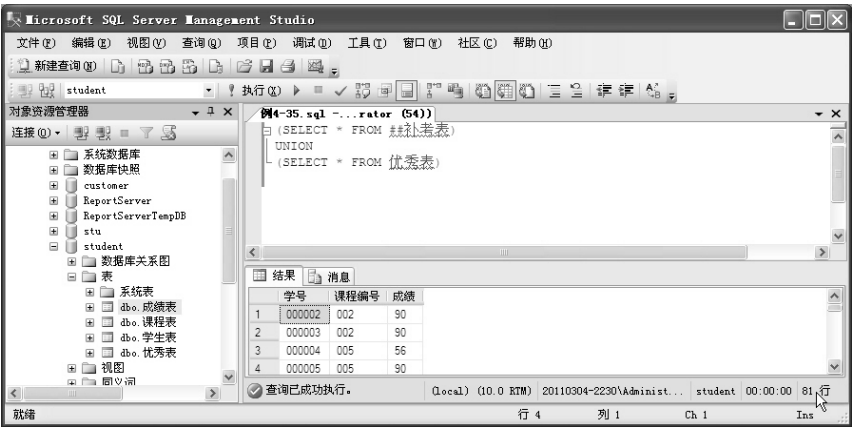 Microsoft SQL Server Management Studio
文件(F) 编辑(E) 视图(V) 查询(Q) 项目(P) 调试(D) 工具(T) 窗口(W) 社区(C) 帮助(H)
新建查询(N)
student 执行(X)
对象资源管理器
连接(O)
系统数据库
数据库快照
customer
ReportServer
ReportServerTempDB
stu
student
数据库关系图
表
系统表
dbo.成绩表
dbo.课程表
dbo.学生表
dbo.优秀表
视图
同义词
例4-35.sql -...rator (54))
(SELECT * FROM ##补考表)
UNION
(SELECT * FROM 优秀表)
结果 消息
学号 课程编号 成绩
1 000002 002 90
2 000003 002 90
3 000004 005 56
4 000005 005 90
查询已成功执行。 (local) (10.0 RTM) 20110304-2230\Administ... student 00:00:00 81 行
就绪 行 4 列 1 Ch 1 Ins